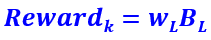 Reward_k = w_L B_L